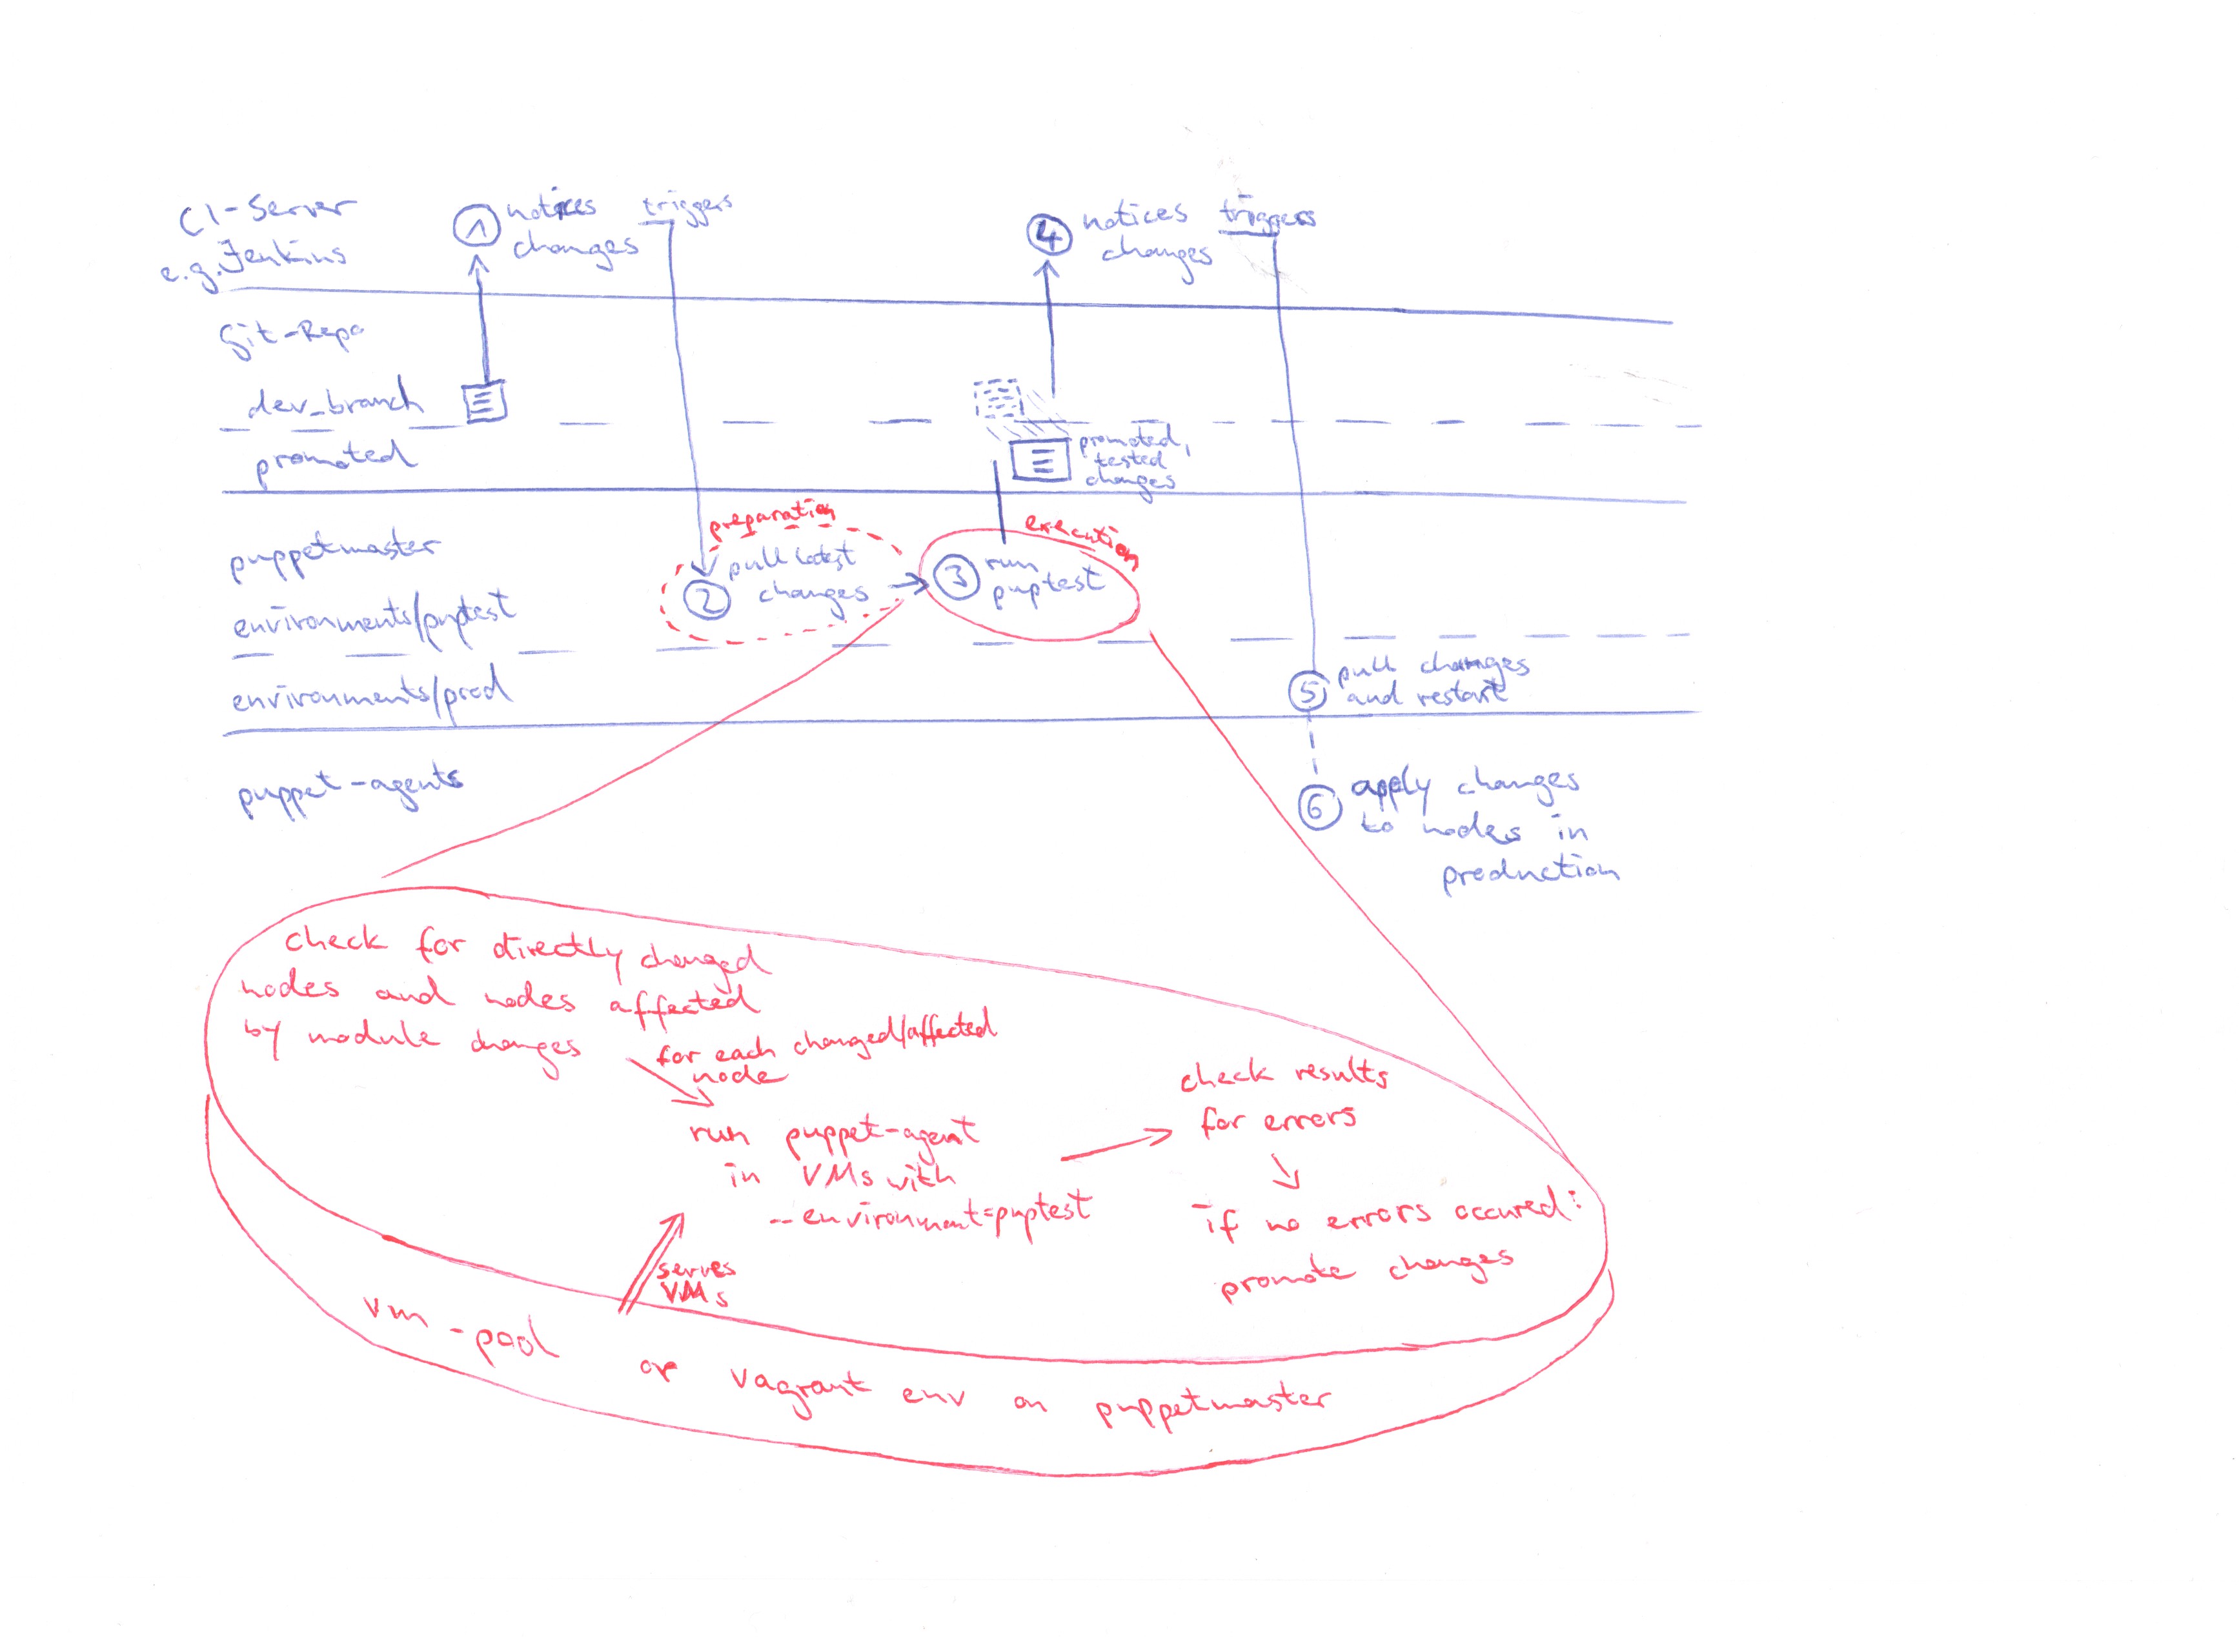 CI-Server
e.g. Jenkins
1 notices
changes
triggers
4 notices
changes
triggers
Git-Repo
dev_branch
promoted
promoted,
tested
changes
puppetmaster
environments/puptest
environments/prod
preparation
2 pull latest
changes
execution
3 run
puptest
5 pull changes
and restart
puppet-agents
6 apply changes
to nodes in
production
check for directly changed
nodes and nodes affected
by module changes
for each changed/affected
node
run puppet-agent
in VMs with
--environment=puptest
check results
for errors
if no errors occured:
promote changes
serves
VMs
vm-pool or vagrant env on puppetmaster